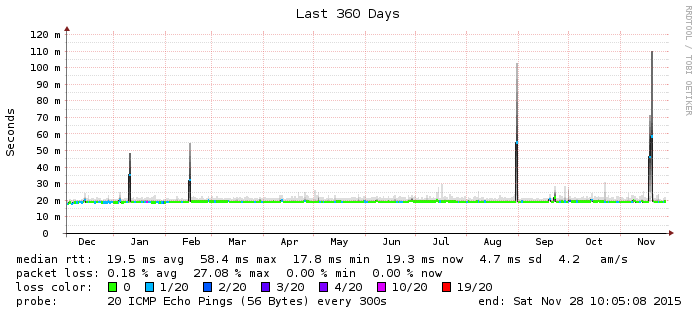 Last 360 Days
RRDTOOL / TOBI OETIKER
Seconds
120 m
110 m
100 m
90 m
80 m
70 m
60 m
50 m
40 m
30 m
20 m
10 m
0
Dec Jan Feb Mar Apr May Jun Jul Aug Sep Oct Nov
median rtt: 19.5 ms avg 58.4 ms max 17.8 ms min 19.3 ms now 4.7 ms sd 4.2 am/s
packet loss: 0.18 % avg 27.08 % max 0.00 % min 0.00 % now
loss color: 0 1/20 2/20 3/20 4/20 10/20 19/20
probe: 20 ICMP Echo Pings (56 Bytes) every 300s end: Sat Nov 28 10:05:08 2015